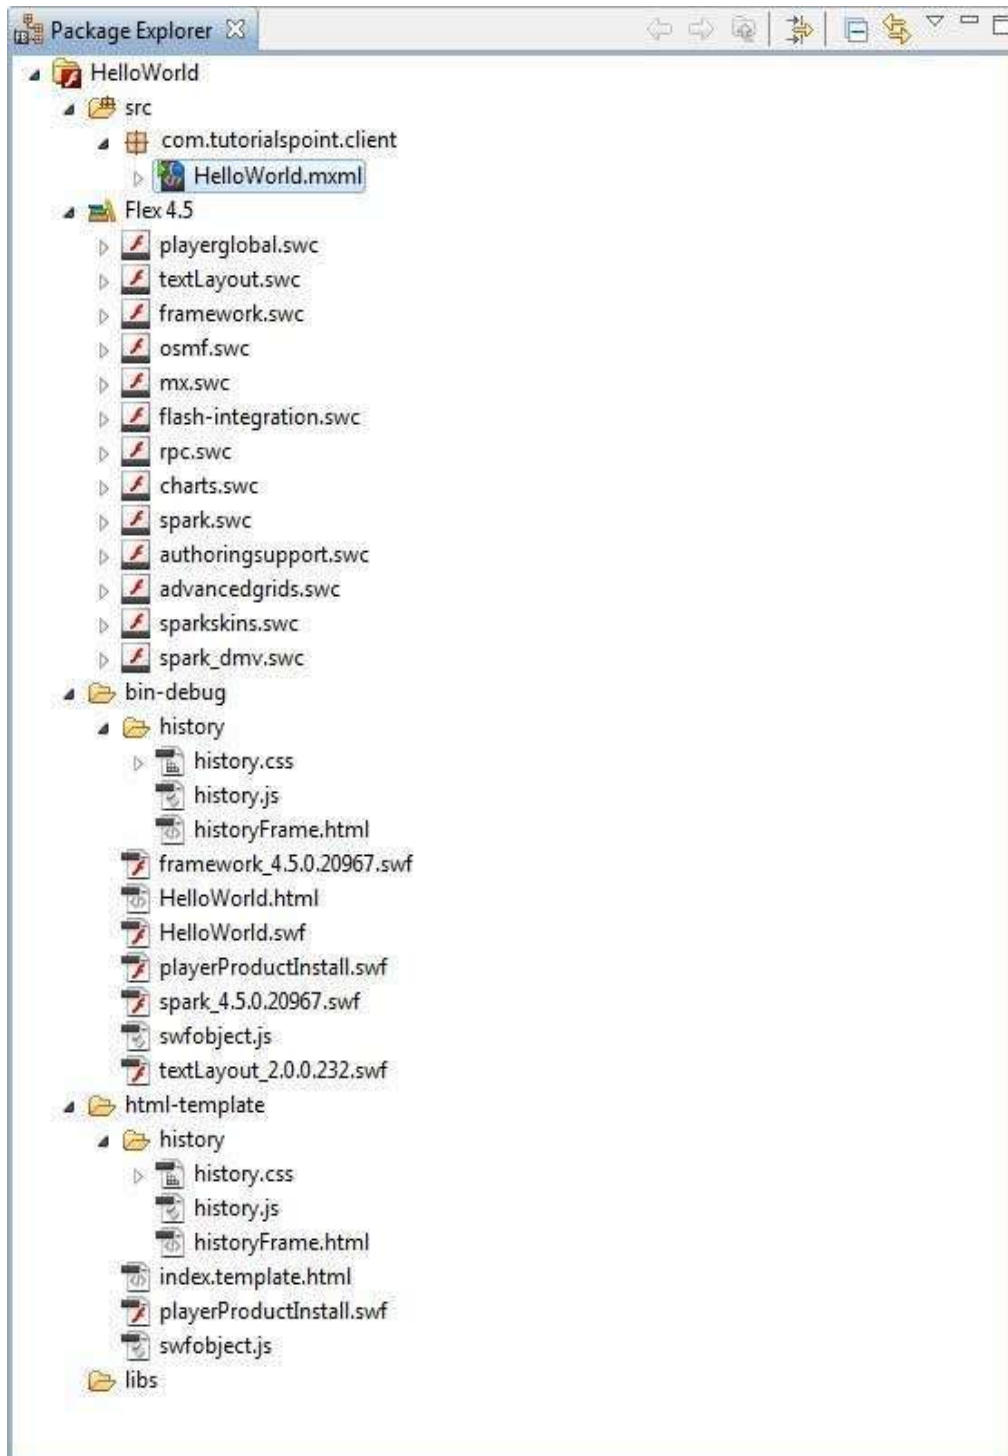 Package Explorer
HelloWorld
src
com.tutorialspoint.client
HelloWorld.mxml
Flex 4.5
playerglobal.swc
textLayout.swc
framework.swc
osmf.swc
mx.swc
flash-integration.swc
rpc.swc
charts.swc
spark.swc
authoringsupport.swc
advancedgrids.swc
sparkskins.swc
spark_dmv.swc
bin-debug
history
history.css
history.js
historyFrame.html
framework_4.5.0.20967.swf
HelloWorld.html
HelloWorld.swf
playerProductInstall.swf
spark_4.5.0.20967.swf
swfobject.js
textLayout_2.0.0.232.swf
html-template
history
history.css
history.js
historyFrame.html
index.template.html
playerProductInstall.swf
swfobject.js
libs